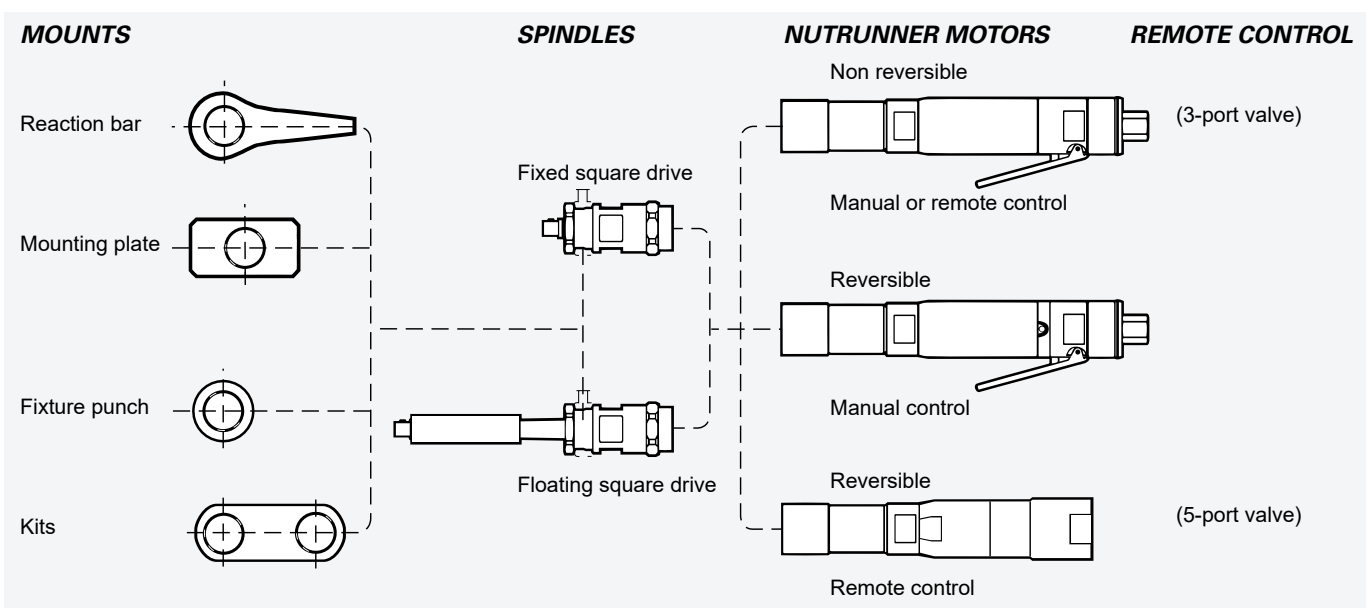 MOUNTS
SPINDLES
NUTRUNNER MOTORS
REMOTE CONTROL
Non reversible
Reaction bar
(3-port valve)
Fixed square drive
Manual or remote control
Mounting plate
Reversible
Fixture punch
Manual control
Floating square drive
Reversible
Kits
(5-port valve)
Remote control